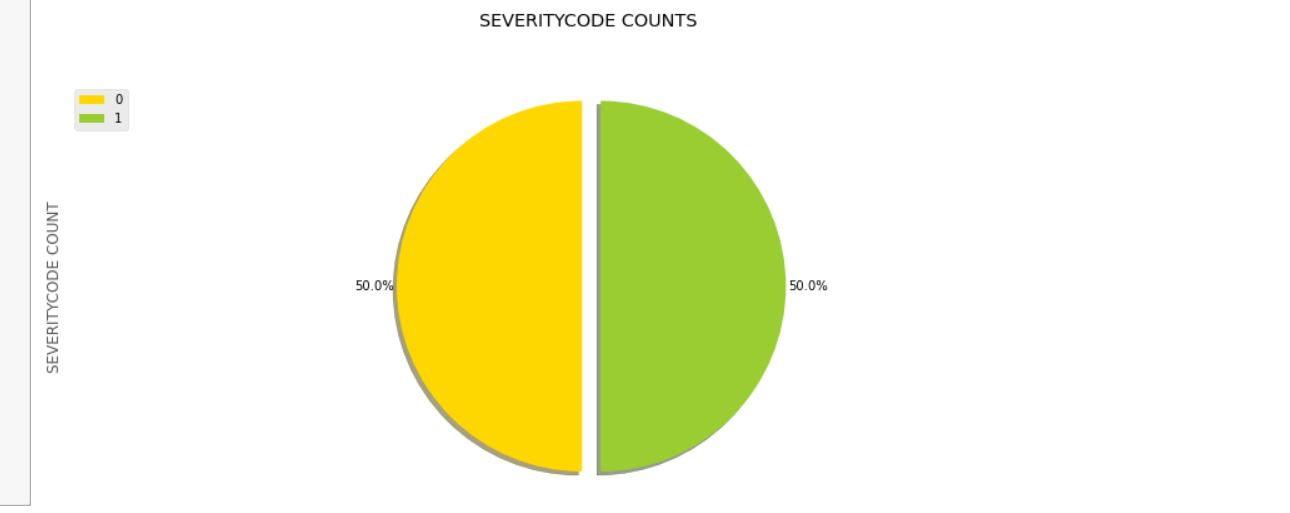 SEVERITYCODE COUNTS
0
1
SEVERITYCODE COUNT
50.0%
50.0%